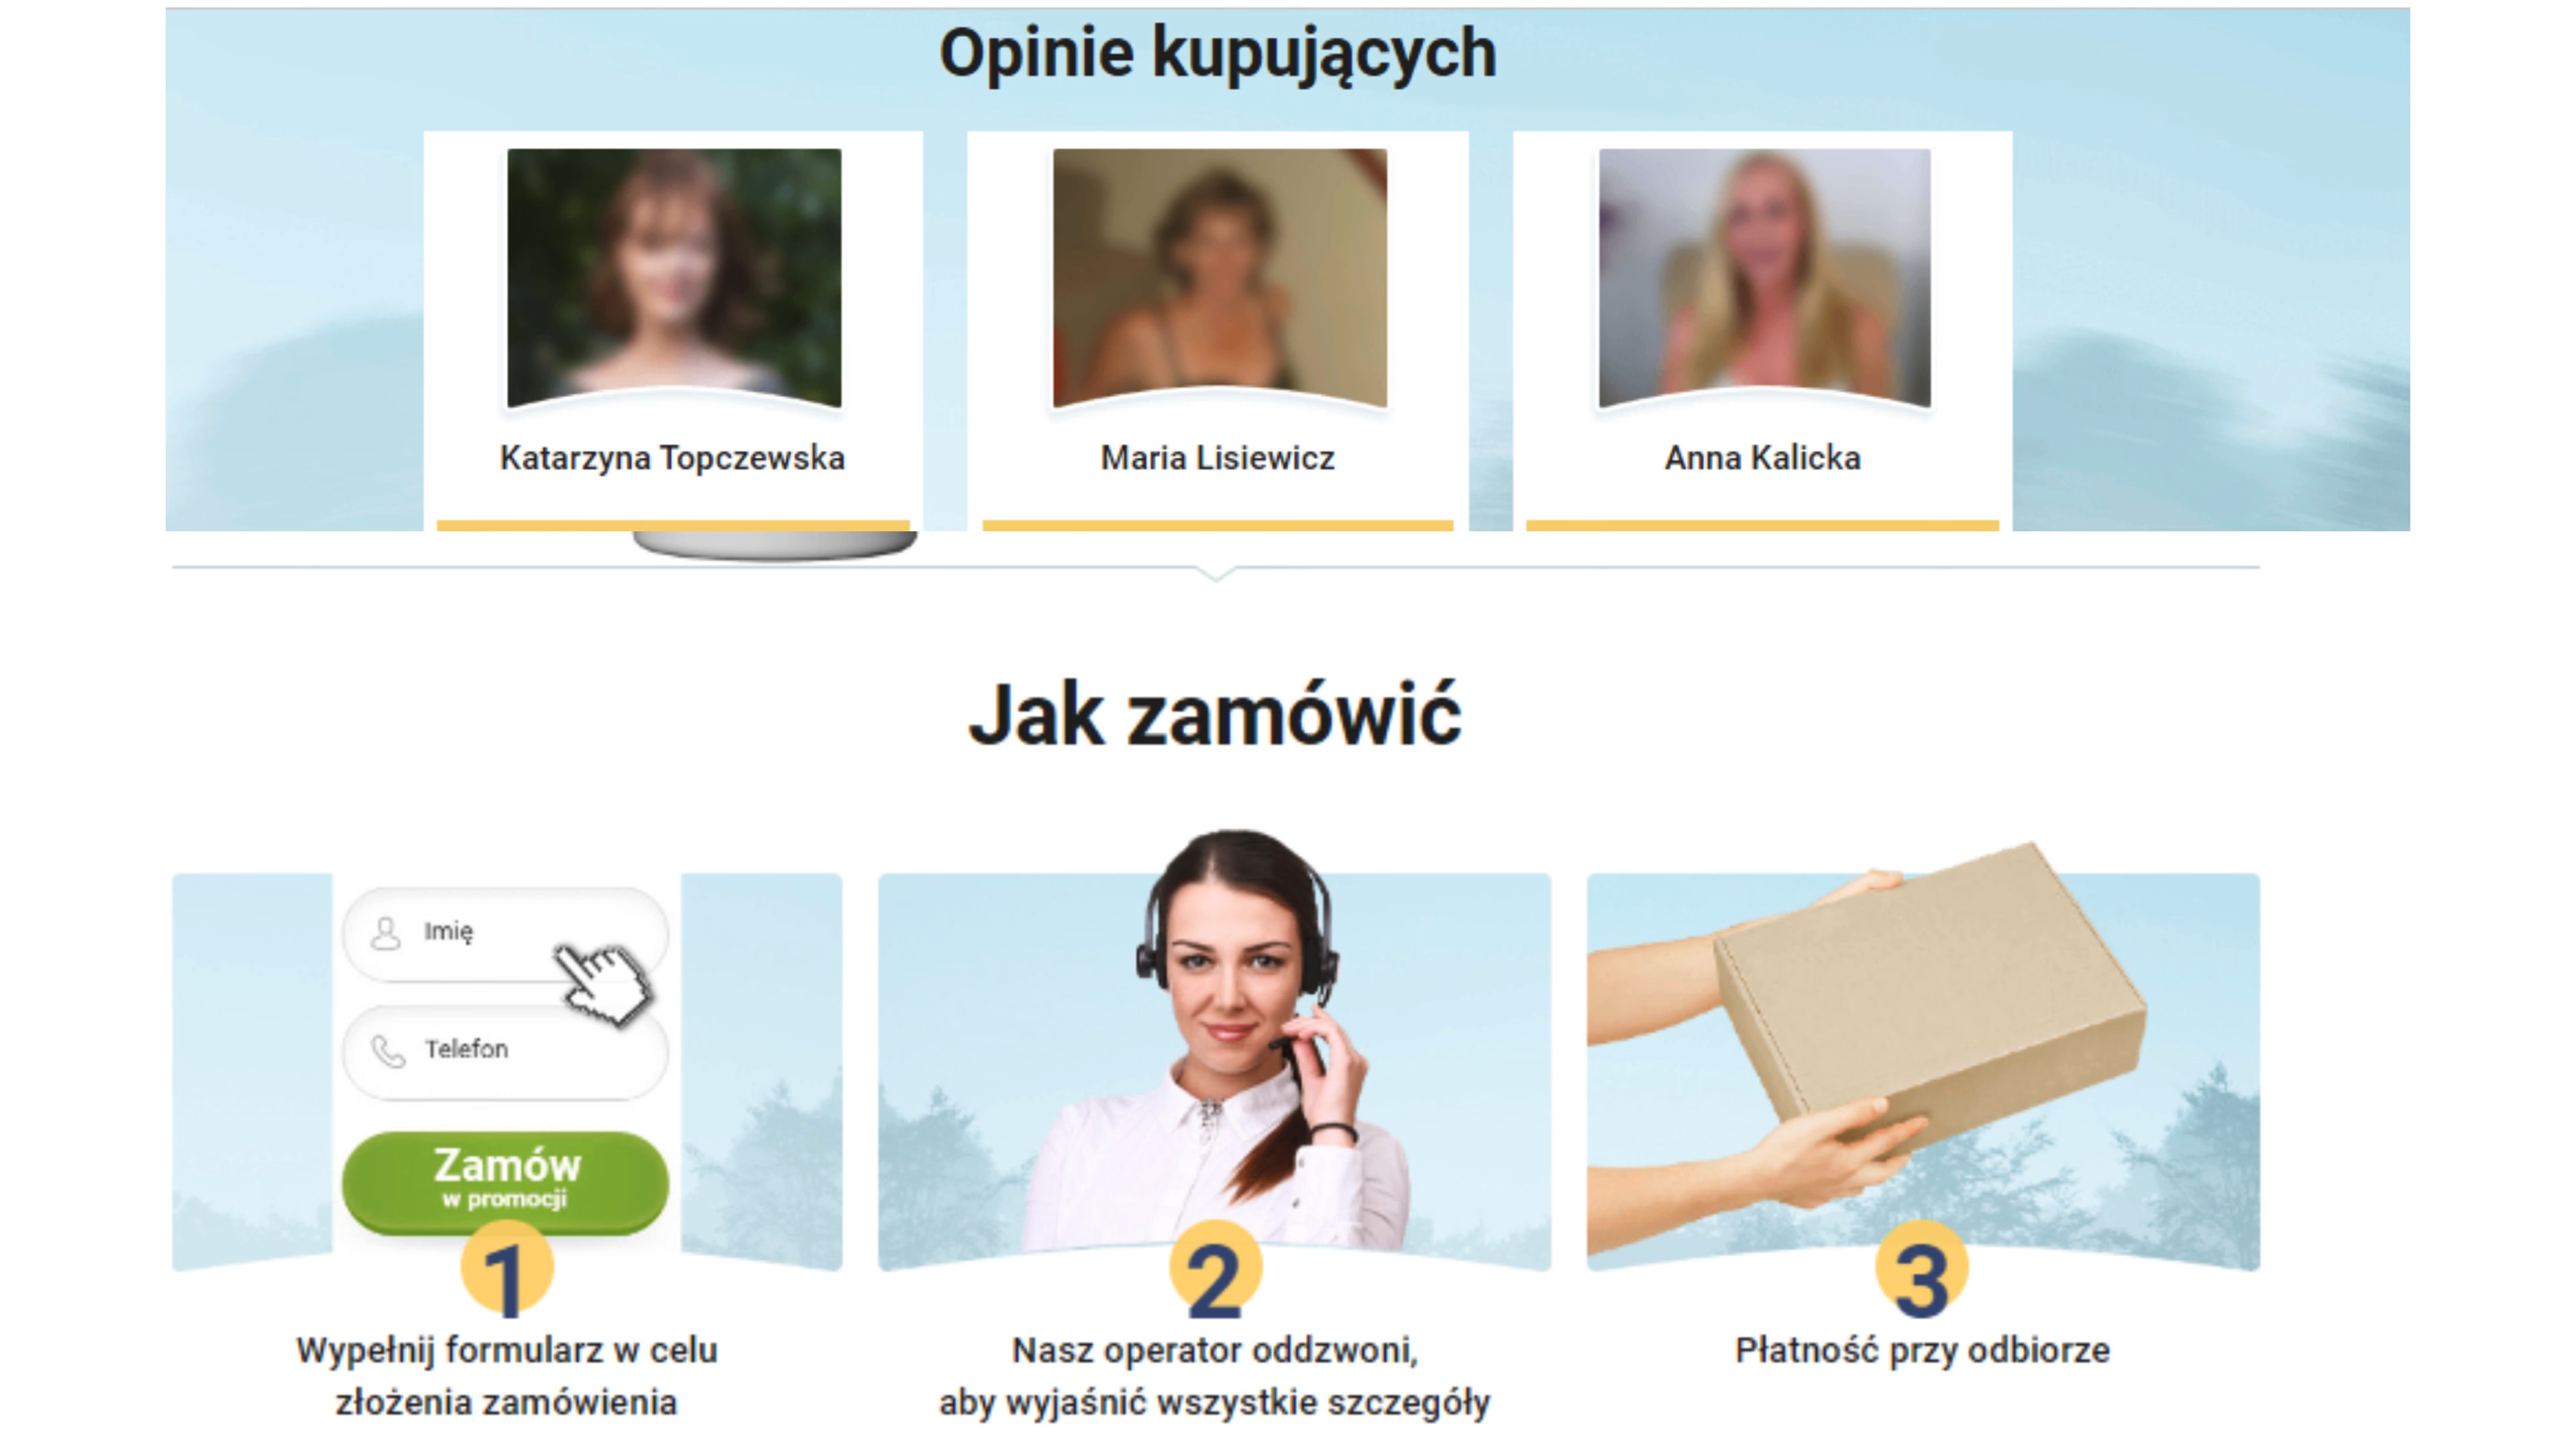 Opinie kupujących
Katarzyna Topczewska
Maria Lisiewicz
Anna Kalicka
Jak zamówić
Imię
Telefon
Zamów
w promocji
1
Wypełnij formularz w celu
złożenia zamówienia
2
Nasz operator oddzwoni,
aby wyjaśnić wszystkie szczegóły
3
Płatność przy odbiorze